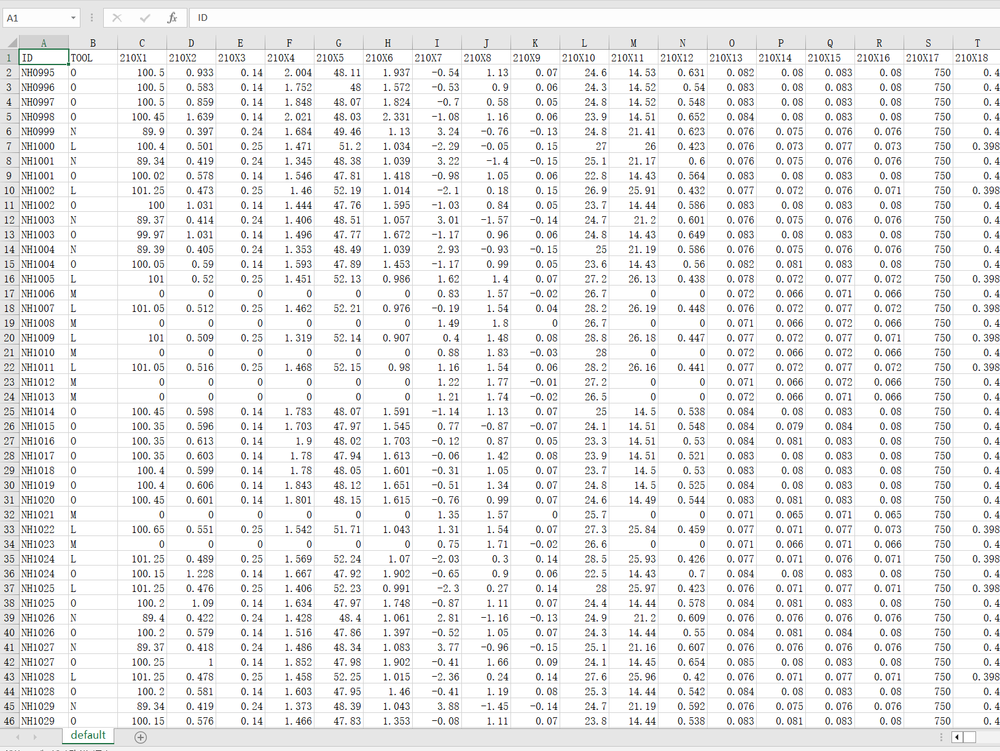 A1 fx ID
A B C D E F G H I J K L M N O P Q R S T
1 ID TOOL 210X1 210X2 210X3 210X4 210X5 210X6 210X7 210X8 210X9 210X10 210X11 210X12 210X13 210X14 210X15 210X16 210X17 210X18
2 NH0995 O 100.5 0.933 0.14 2.004 48.11 1.937 -0.54 1.13 0.07 24.6 14.53 0.631 0.082 0.08 0.083 0.08 750 0.4
3 NH0996 O 100.5 0.583 0.14 1.752 48 1.572 -0.53 0.9 0.06 24.3 14.52 0.54 0.083 0.08 0.083 0.08 750 0.4
4 NH0997 O 100.5 0.859 0.14 1.848 48.07 1.824 -0.7 0.58 0.05 24.8 14.52 0.548 0.083 0.08 0.083 0.08 750 0.4
5 NH0998 O 100.45 1.639 0.14 2.021 48.03 2.331 -1.08 1.16 0.06 23.9 14.51 0.652 0.084 0.08 0.083 0.08 750 0.4
6 NH0999 N 89.9 0.397 0.24 1.684 49.46 1.13 3.24 -0.76 -0.13 24.8 21.41 0.623 0.076 0.075 0.076 0.076 750 0.4
7 NH1000 L 100.4 0.501 0.25 1.471 51.2 1.034 -2.29 -0.05 0.15 27 26 0.423 0.076 0.073 0.077 0.073 750 0.398
8 NH1001 N 89.34 0.419 0.24 1.345 48.38 1.039 3.22 -1.4 -0.15 25.1 21.17 0.6 0.076 0.075 0.076 0.076 750 0.4
9 NH1001 O 100.02 0.578 0.14 1.546 47.81 1.418 -0.98 1.05 0.06 22.8 14.43 0.564 0.083 0.08 0.083 0.08 750 0.4
10 NH1002 L 101.25 0.473 0.25 1.46 52.19 1.014 -2.1 0.18 0.15 26.9 25.91 0.432 0.077 0.072 0.076 0.071 750 0.398
11 NH1002 O 100 1.031 0.14 1.444 47.76 1.595 -1.03 0.84 0.05 23.7 14.44 0.586 0.083 0.08 0.083 0.08 750 0.4
12 NH1003 N 89.37 0.414 0.24 1.406 48.51 1.057 3.01 -1.57 -0.14 24.7 21.2 0.601 0.076 0.075 0.076 0.076 750 0.4
13 NH1003 O 99.97 1.031 0.14 1.496 47.77 1.672 -1.17 0.96 0.06 24.8 14.43 0.649 0.083 0.08 0.083 0.08 750 0.4
14 NH1004 N 89.39 0.405 0.24 1.353 48.49 1.039 2.93 -0.93 -0.15 25 21.19 0.586 0.076 0.075 0.076 0.076 750 0.4
15 NH1004 O 100.05 0.59 0.14 1.593 47.89 1.453 -1.17 0.99 0.05 23.6 14.43 0.56 0.082 0.081 0.083 0.08 750 0.4
16 NH1005 L 101 0.52 0.25 1.451 52.13 0.986 1.62 1.4 0.07 27.2 26.13 0.438 0.078 0.072 0.077 0.072 750 0.398
17 NH1006 M 0 0 0 0 0 0 0.83 1.57 -0.02 26.7 0 0 0.072 0.066 0.071 0.066 750 0.4
18 NH1007 L 101.05 0.512 0.25 1.462 52.21 0.976 -0.19 1.54 0.04 28.2 26.19 0.448 0.076 0.072 0.077 0.072 750 0.398
19 NH1008 M 0 0 0 0 0 0 1.49 1.8 0 26.7 0 0 0.071 0.066 0.072 0.066 750 0.4
20 NH1009 L 101 0.509 0.25 1.319 52.14 0.907 0.4 1.48 0.08 28.8 26.18 0.447 0.077 0.072 0.077 0.071 750 0.398
21 NH1010 M 0 0 0 0 0 0 0.88 1.83 -0.03 28 0 0 0.072 0.066 0.072 0.066 750 0.4
22 NH1011 L 101.05 0.516 0.25 1.468 52.15 0.98 1.16 1.54 0.06 28.2 26.16 0.441 0.077 0.072 0.077 0.072 750 0.398
23 NH1012 M 0 0 0 0 0 0 1.22 1.77 -0.01 27.2 0 0 0.071 0.066 0.072 0.066 750 0.4
24 NH1013 M 0 0 0 0 0 0 1.21 1.74 -0.02 26.5 0 0 0.072 0.066 0.071 0.066 750 0.4
25 NH1014 O 100.45 0.598 0.14 1.783 48.07 1.591 -1.14 1.13 0.07 25 14.5 0.538 0.084 0.08 0.083 0.08 750 0.4
26 NH1015 O 100.35 0.596 0.14 1.703 47.97 1.545 0.77 -0.87 -0.07 24.1 14.51 0.548 0.084 0.079 0.084 0.08 750 0.4
27 NH1016 O 100.35 0.613 0.14 1.9 48.02 1.703 -0.12 0.87 0.05 23.3 14.51 0.53 0.084 0.081 0.083 0.08 750 0.4
28 NH1017 O 100.35 0.603 0.14 1.78 47.94 1.613 -0.06 1.42 0.08 23.9 14.51 0.521 0.083 0.08 0.083 0.08 750 0.4
29 NH1018 O 100.4 0.599 0.14 1.78 48.05 1.601 -0.31 1.05 0.07 23.7 14.5 0.53 0.083 0.08 0.083 0.08 750 0.4
30 NH1019 O 100.4 0.606 0.14 1.843 48.12 1.651 -0.51 1.34 0.07 24.8 14.5 0.525 0.084 0.08 0.083 0.08 750 0.4
31 NH1020 O 100.45 0.601 0.14 1.801 48.15 1.615 -0.76 0.99 0.07 24.6 14.49 0.544 0.083 0.081 0.083 0.08 750 0.4
32 NH1021 M 0 0 0 0 0 0 1.35 1.57 0 25.7 0 0 0.071 0.065 0.071 0.065 750 0.4
33 NH1022 L 100.65 0.551 0.25 1.542 51.71 1.043 1.31 1.54 0.07 27.3 25.84 0.459 0.077 0.071 0.077 0.073 750 0.398
34 NH1023 M 0 0 0 0 0 0 0.75 1.71 -0.02 26.6 0 0 0.071 0.066 0.071 0.066 750 0.4
35 NH1024 L 101.25 0.489 0.25 1.569 52.24 1.07 -2.03 0.3 0.14 28.5 25.93 0.426 0.077 0.071 0.076 0.071 750 0.398
36 NH1024 O 100.15 1.228 0.14 1.667 47.92 1.902 -0.65 0.9 0.06 22.5 14.43 0.7 0.084 0.08 0.083 0.08 750 0.4
37 NH1025 L 101.25 0.476 0.25 1.406 52.23 0.991 -2.3 0.27 0.14 28 25.97 0.423 0.076 0.071 0.077 0.071 750 0.398
38 NH1025 O 100.2 1.09 0.14 1.634 47.97 1.748 -0.87 1.11 0.07 24.4 14.44 0.578 0.084 0.081 0.083 0.08 750 0.4
39 NH1026 N 89.4 0.422 0.24 1.428 48.4 1.061 2.81 -1.16 -0.13 24.9 21.2 0.609 0.076 0.076 0.076 0.076 750 0.4
40 NH1026 O 100.2 0.579 0.14 1.516 47.86 1.397 -0.52 1.05 0.07 24.3 14.44 0.55 0.084 0.081 0.084 0.08 750 0.4
41 NH1027 N 89.37 0.418 0.24 1.486 48.34 1.083 3.77 -0.96 -0.15 25.1 21.16 0.607 0.076 0.076 0.076 0.076 750 0.4
42 NH1027 O 100.25 1 0.14 1.852 47.98 1.902 -0.41 1.66 0.09 24.1 14.45 0.654 0.085 0.08 0.083 0.08 750 0.4
43 NH1028 L 101.25 0.478 0.25 1.458 52.25 1.015 -2.36 0.24 0.14 27.6 25.96 0.42 0.076 0.071 0.077 0.071 750 0.398
44 NH1028 O 100.2 0.581 0.14 1.603 47.95 1.46 -0.41 1.19 0.08 25.3 14.44 0.542 0.084 0.08 0.083 0.08 750 0.4
45 NH1029 N 89.34 0.419 0.24 1.373 48.39 1.043 3.88 -1.45 -0.14 24.7 21.19 0.592 0.076 0.075 0.076 0.076 750 0.4
46 NH1029 O 100.15 0.576 0.14 1.466 47.83 1.353 -0.08 1.11 0.07 23.8 14.44 0.538 0.083 0.081 0.083 0.08 750 0.4
default